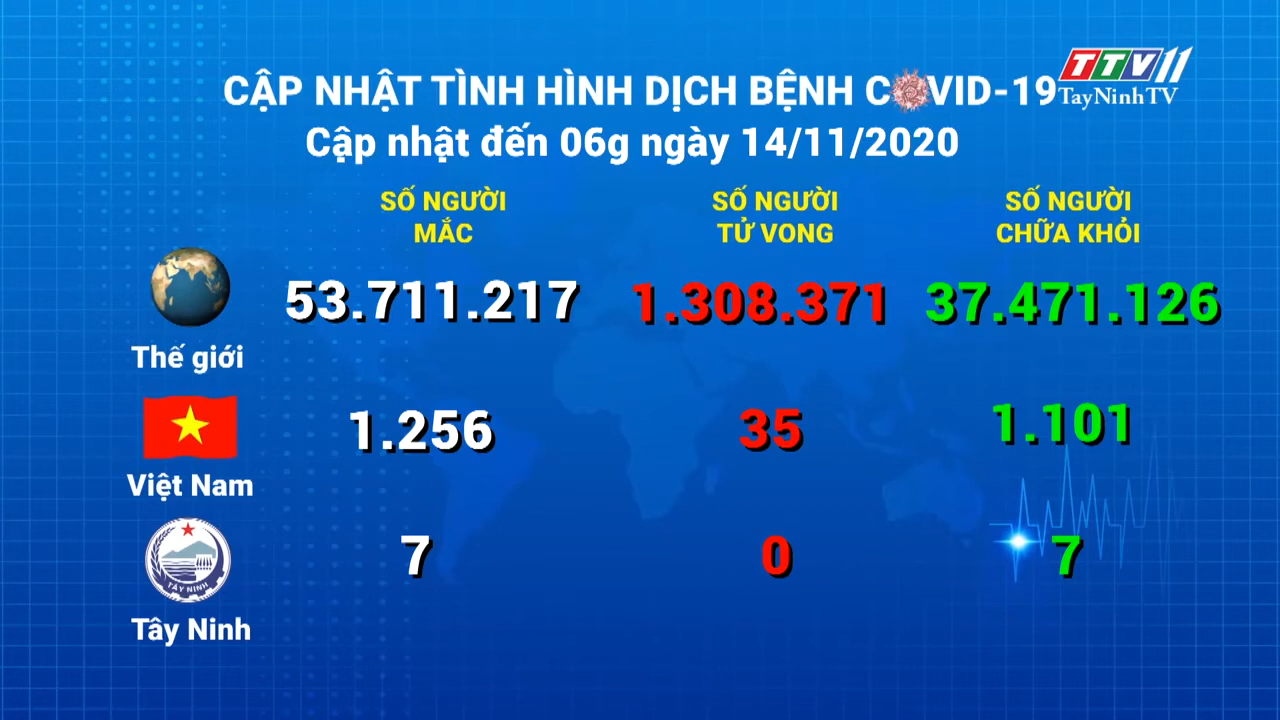 CẬP NHẬT TÌNH HÌNH DỊCH BỆNH COVID-19
TTV11
TayNinhTV
Cập nhật đến 06g ngày 14/11/2020
SỐ NGƯỜI
MẮC
SỐ NGƯỜI
TỬ VONG
SỐ NGƯỜI
CHỮA KHỎI
53.711.217
1.308.371
37.471.126
Thế giới
1.256
35
1.101
Việt Nam
7
0
7
TÂY NINH
Tây Ninh